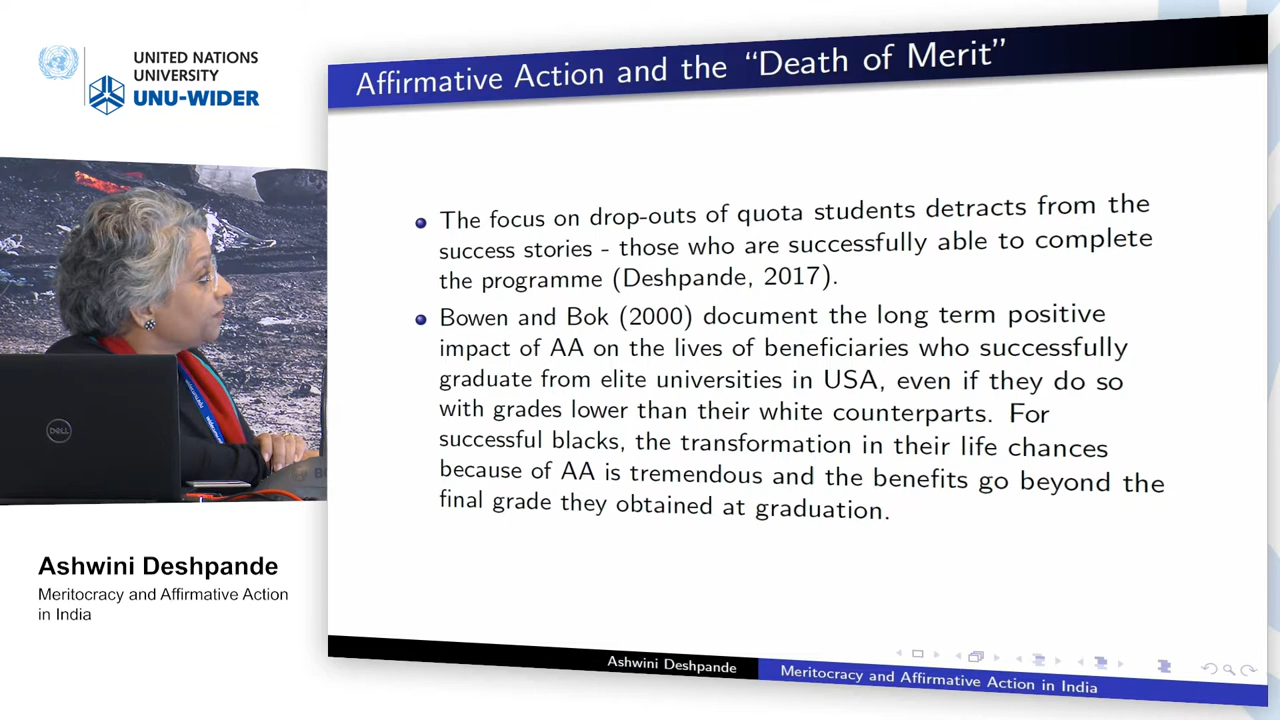 UNITED NATIONS
UNIVERSITY
UNU-WIDER
Affirmative Action and the “Death of Merit”
The focus on drop-outs of quota students detracts from the
success stories - those who are successfully able to complete
the programme (Deshpande, 2017).
Bowen and Bok (2000) document the long term positive
impact of AA on the lives of beneficiaries who successfully
graduate from elite universities in USA, even if they do so
with grades lower than their white counterparts. For
successful blacks, the transformation in their life chances
because of AA is tremendous and the benefits go beyond the
final grade they obtained at graduation.
DELL
Ashwini Deshpande
Meritocracy and Affirmative Action
in India
Ashwini Deshpande
Meritocracy and Affirmative Action in India